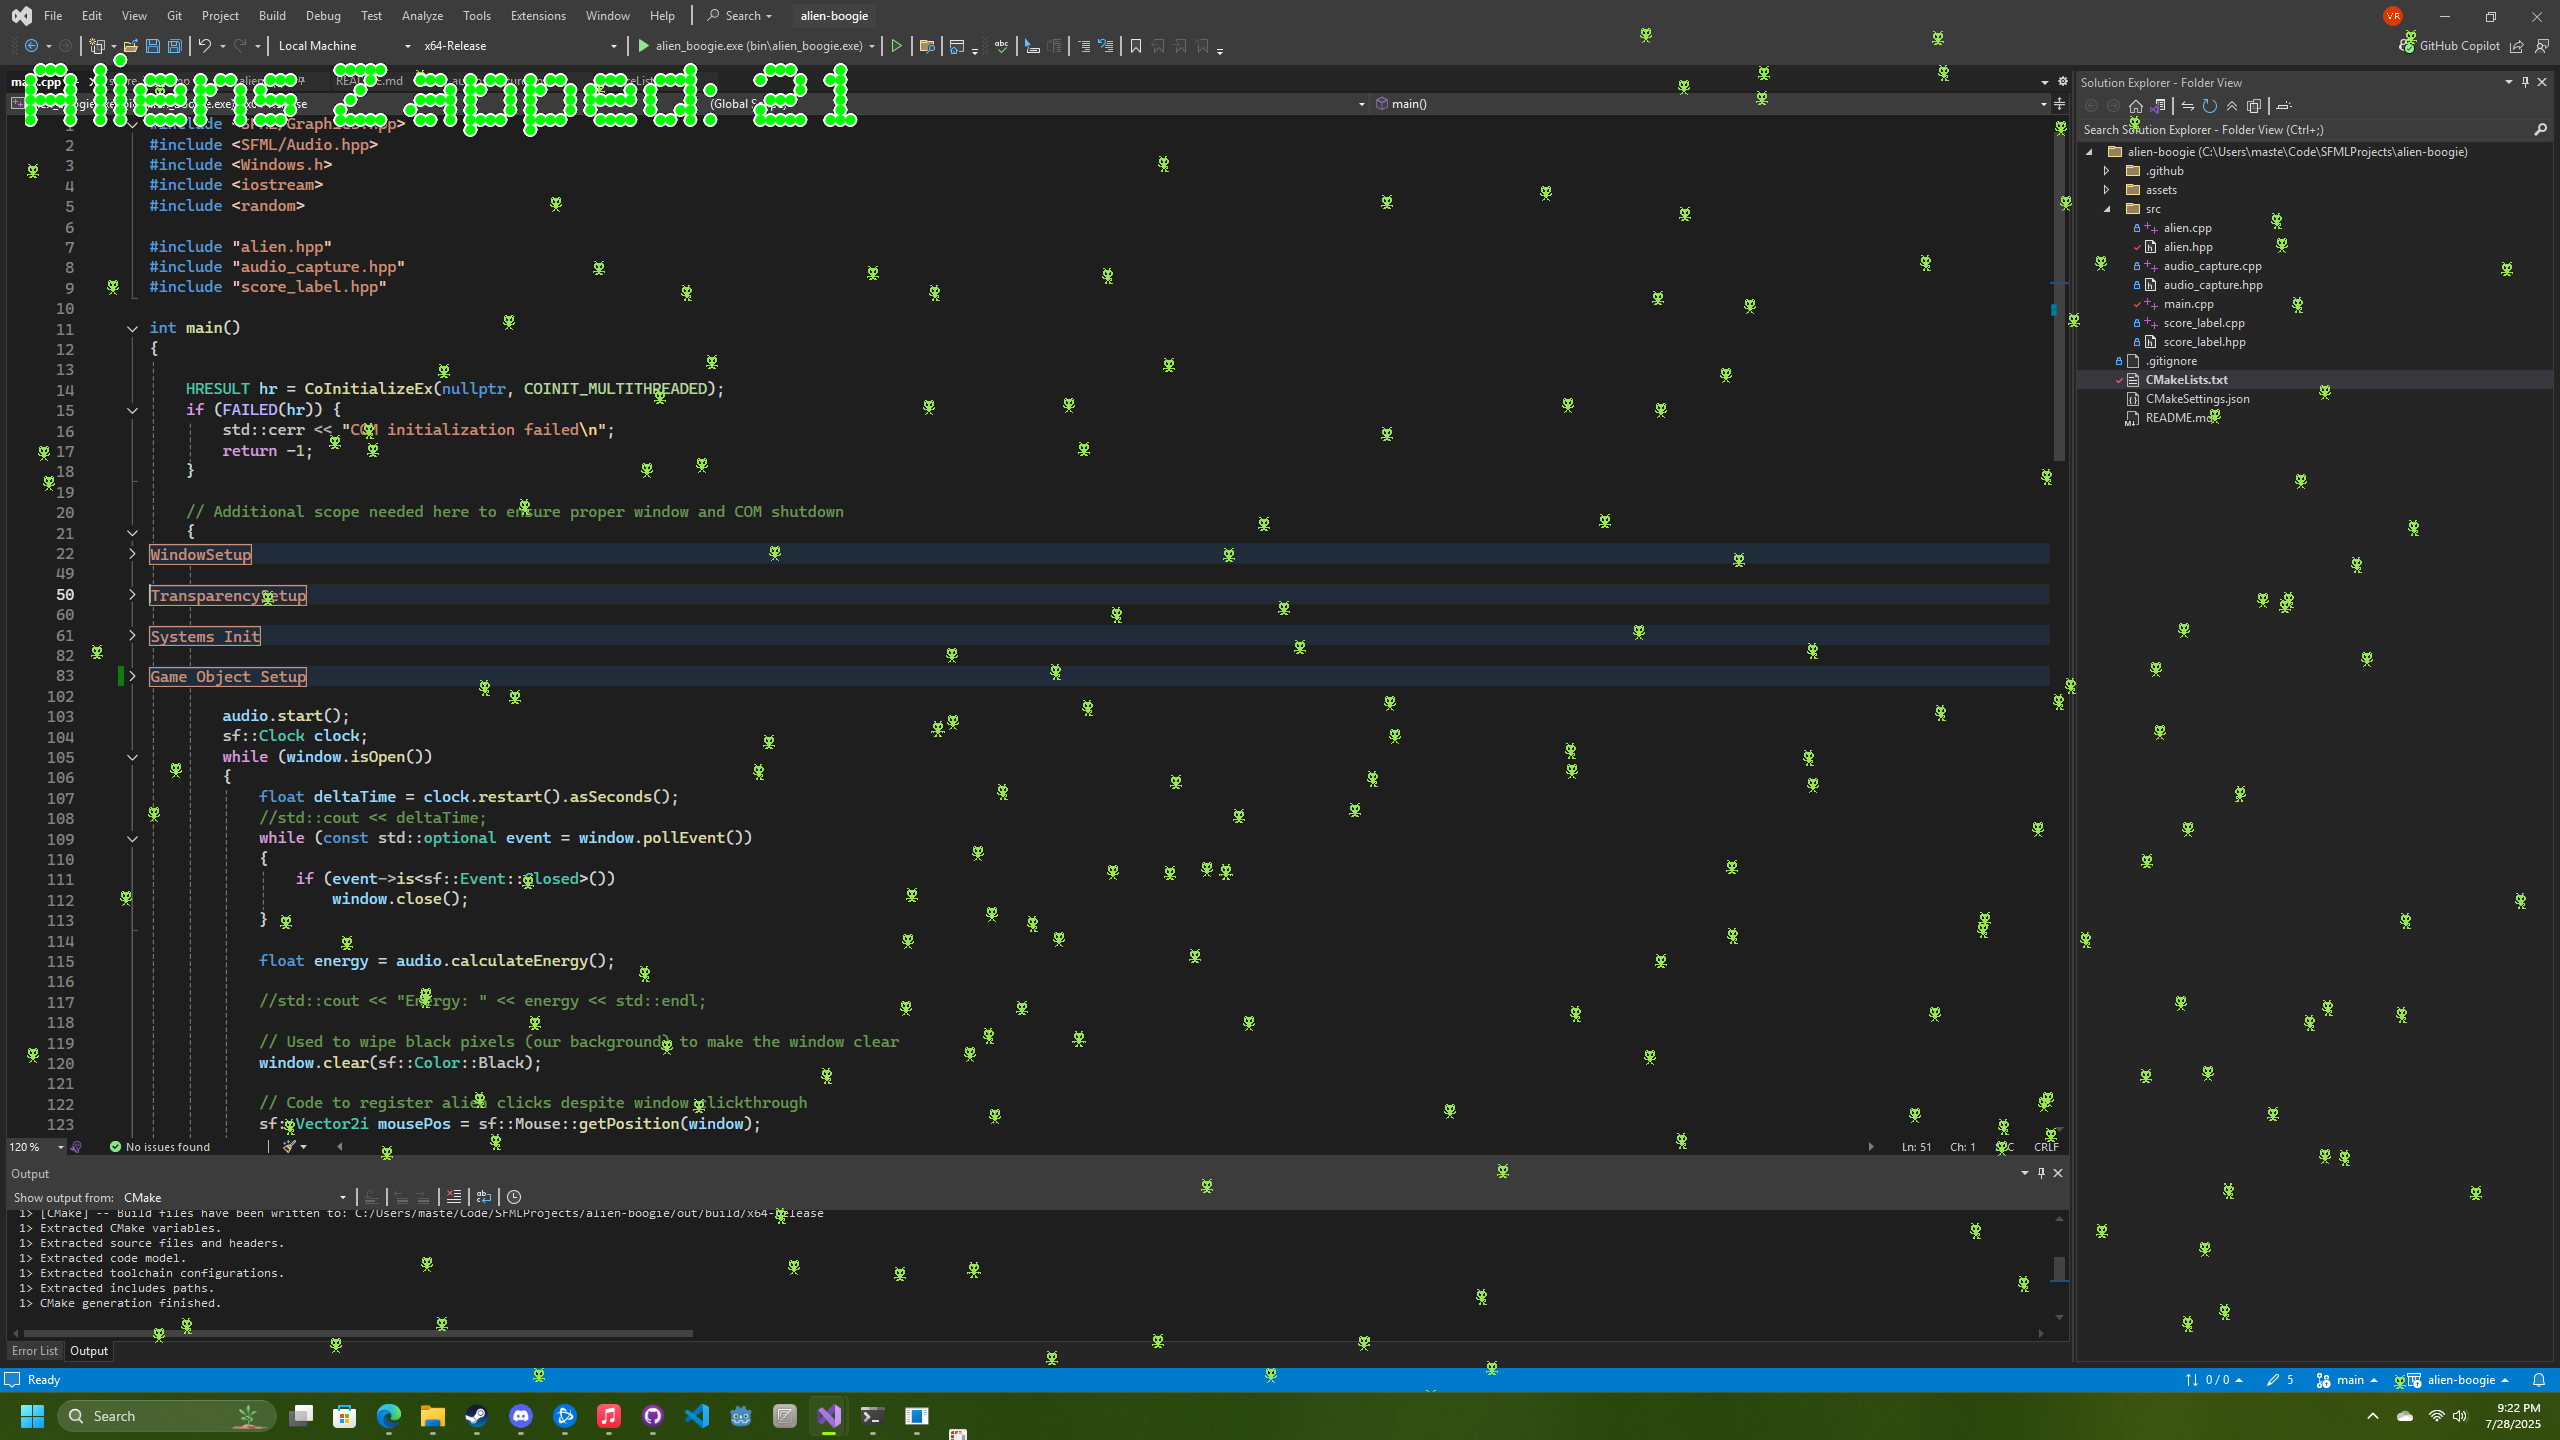 File Edit View Git Project Build Debug Test Analyze Tools Extensions Window Help Search alien-boogie VR
Local Machine x64-Release alien_boogie.exe (bin\alien_boogie.exe) GitHub Copilot
Aliens Zapped: 21
README.md
main()
1 #include
2 #include <SFML/Audio.hpp>
3 #include <Windows.h>
4 #include <iostream>
5 #include <random>
6
7 #include "alien.hpp"
8 #include "audio_capture.hpp"
9 #include "score_label.hpp"
10
11 int main()
12 {
13
14 HRESULT hr = CoInitializeEx(nullptr, COINIT_MULTITHREADED);
15 if (FAILED(hr)) {
16 std::cerr << "COM initialization failed\n";
17 return -1;
18 }
19
20 // Additional scope needed here to ensure proper window and COM shutdown
21 {
22 WindowSetup
49
50 TransparencySetup
60
61 Systems Init
82
83 Game Object Setup
102
103 audio.start();
104 sf::Clock clock;
105 while (window.isOpen())
106 {
107 float deltaTime = clock.restart().asSeconds();
108 //std::cout << deltaTime;
109 while (const std::optional event = window.pollEvent())
110 {
111 if (event->is<sf::Event::Closed>())
112 window.close();
113 }
114
115 float energy = audio.calculateEnergy();
116
117 //std::cout << "Energy: " << energy << std::endl;
118
119 // Used to wipe black pixels (our background) to make the window clear
120 window.clear(sf::Color::Black);
121
122 // Code to register alien clicks despite window clickthrough
123 sf::Vector2i mousePos = sf::Mouse::getPosition(window);
120 % No issues found Ln: 51 Ch: 1 CRLF
Output
Show output from: CMake
1> [CMake] -- Build files have been written to: C:/Users/maste/Code/SFMLProjects/alien-boogie/out/build/x64-Release
1> Extracted CMake variables.
1> Extracted source files and headers.
1> Extracted code model.
1> Extracted toolchain configurations.
1> Extracted includes paths.
1> CMake generation finished.
Error List Output
Solution Explorer - Folder View
Search Solution Explorer - Folder View (Ctrl+;)
alien-boogie (C:\Users\maste\Code\SFMLProjects\alien-boogie)
.github
assets
src
alien.cpp
alien.hpp
audio_capture.cpp
audio_capture.hpp
main.cpp
score_label.cpp
score_label.hpp
.gitignore
CMakeLists.txt
CMakeSettings.json
README.md
Ready 0 / 0 5 main alien-boogie
Search
9:22 PM
7/28/2025